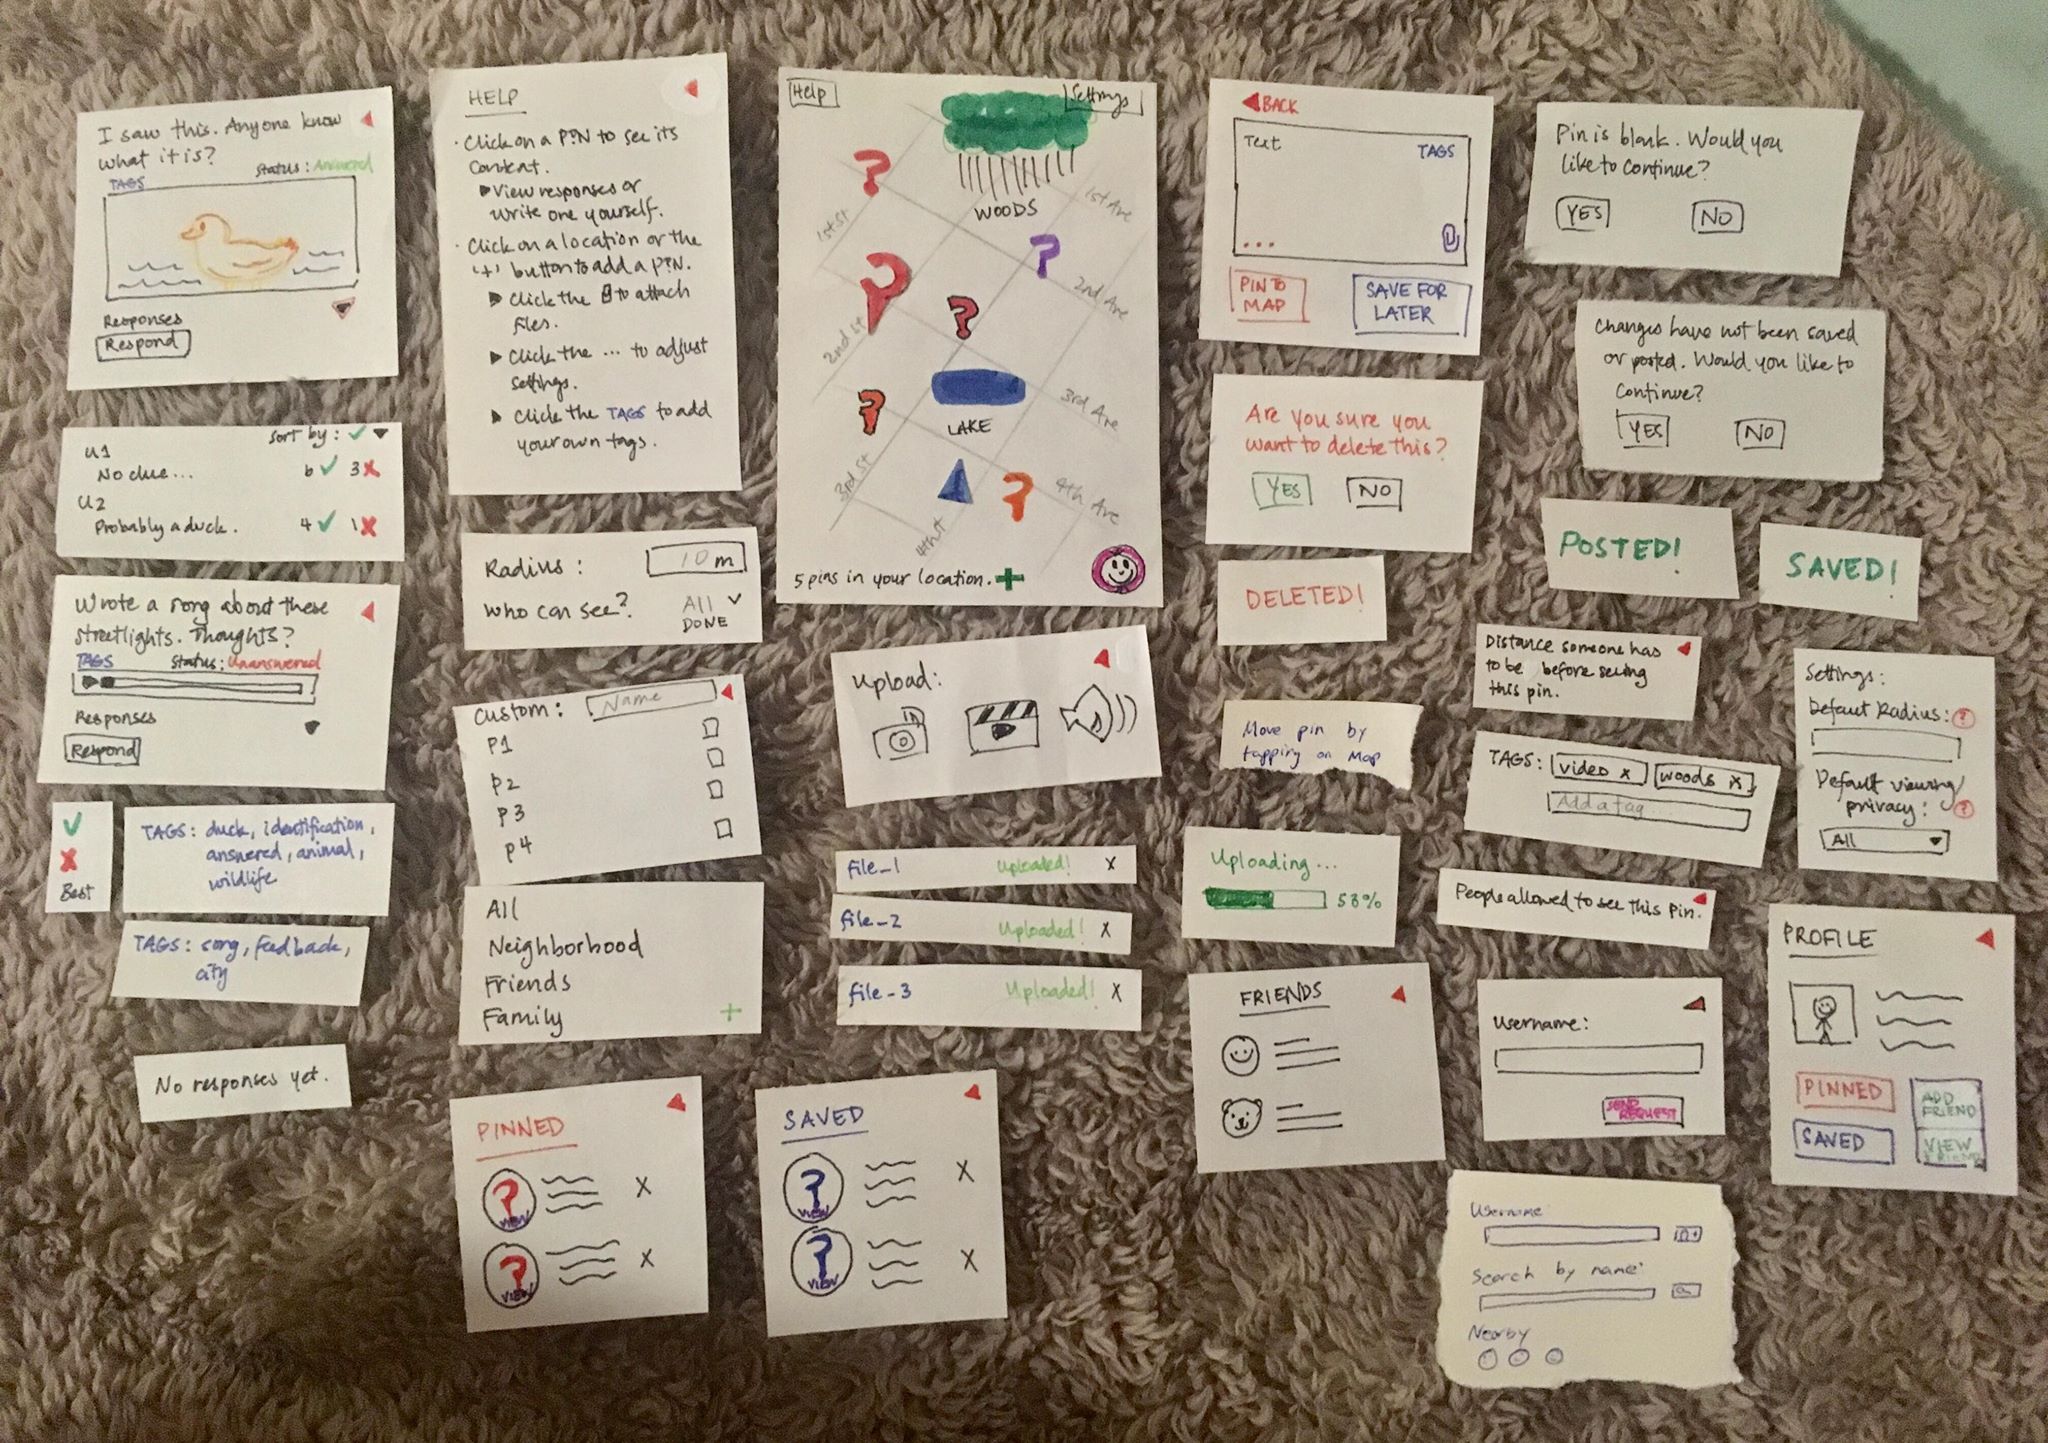 I saw this. Anyone know
what it is?
TAGS
Status: Answered
Responses
Respond
U1
sort by:
No clue...
6 ✓ 3 x
U2
Probably a duck.
4 ✓ 1 x
Wrote a song about these
streetlights. Thoughts?
TAGS
Status: Unanswered
Responses
Respond
✓
x
Best
TAGS: duck, identification,
answered, animal,
wildlife
TAGS: song, feedback,
city
No responses yet.
HELP
· Click on a P?N to see its
content.
▶ View responses or
write one yourself.
· Click on a location or the
'+' button to add a P?N.
▶ Click the to attach
files.
▶ Click the ... to adjust
settings.
▶ Click the TAGS to add
your own tags.
Radius:
10 m
who can see?
All ✓
DONE
Custom:
Name
P1
P2
P3
P4
All
Neighborhood
Friends
Family
+
PINNED
?
VIEW
X
?
VIEW
X
Help
Settings
?
WOODS
1st St
1st Ave
?
?
2nd Ave
?
2nd St
?
LAKE
3rd Ave
3rd St
?
4th Ave
5 pins in your location. +
Upload:
file_1 Uploaded! X
file_2 Uploaded! X
file_3 Uploaded! X
SAVED
?
VIEW
X
?
VIEW
X
BACK
Text
TAGS
...
PIN TO
MAP
SAVE FOR
LATER
Are you sure you
want to delete this?
YES
NO
DELETED!
Move pin by
tapping on map
Uploading...
53%
FRIENDS
Pin is blank. Would you
like to continue?
YES
NO
Changes have not been saved
or posted. Would you like to
continue?
YES
NO
POSTED!
SAVED!
Distance someone has
to be before seeing
this pin.
TAGS:
video x
woods x
Add a tag...
People allowed to see this pin.
Username:
SEND
REQUEST
Username
Search by name:
Nearby
Settings:
Default Radius: ?
Default viewing
privacy: ?
All
PROFILE
PINNED
ADD
FRIEND
SAVED
VIEW